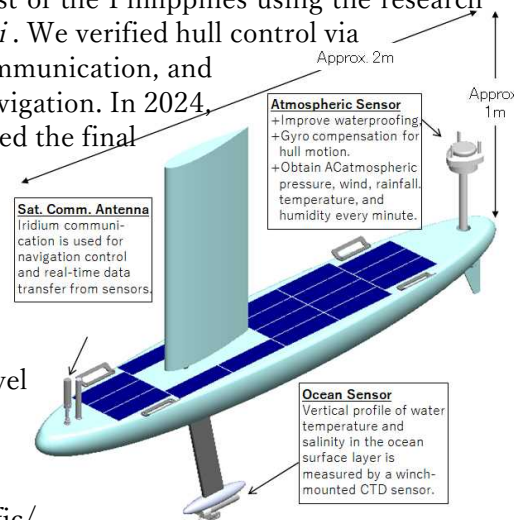 st of the Philippines using the research
i . We verified hull control via
mmunication, and
vigation. In 2024,
ed the final
Approx. 2m
Approx
1m
Atmospheric Sensor
+Improve waterproofing.
+Gyro compensation for
hull motion.
+Obtain ACatmospheric
pressure, wind, rainfall,
temperature, and
humidity every minute.
Sat. Comm. Antenna
Iridium communi-
cation is used for
navigation control
and real-time data
transfer from sensors.
vel
Ocean Sensor
Vertical profile of water
temperature and
salinity in the ocean
surface layer is
measured by a winch-
mounted CTD sensor.
fic/